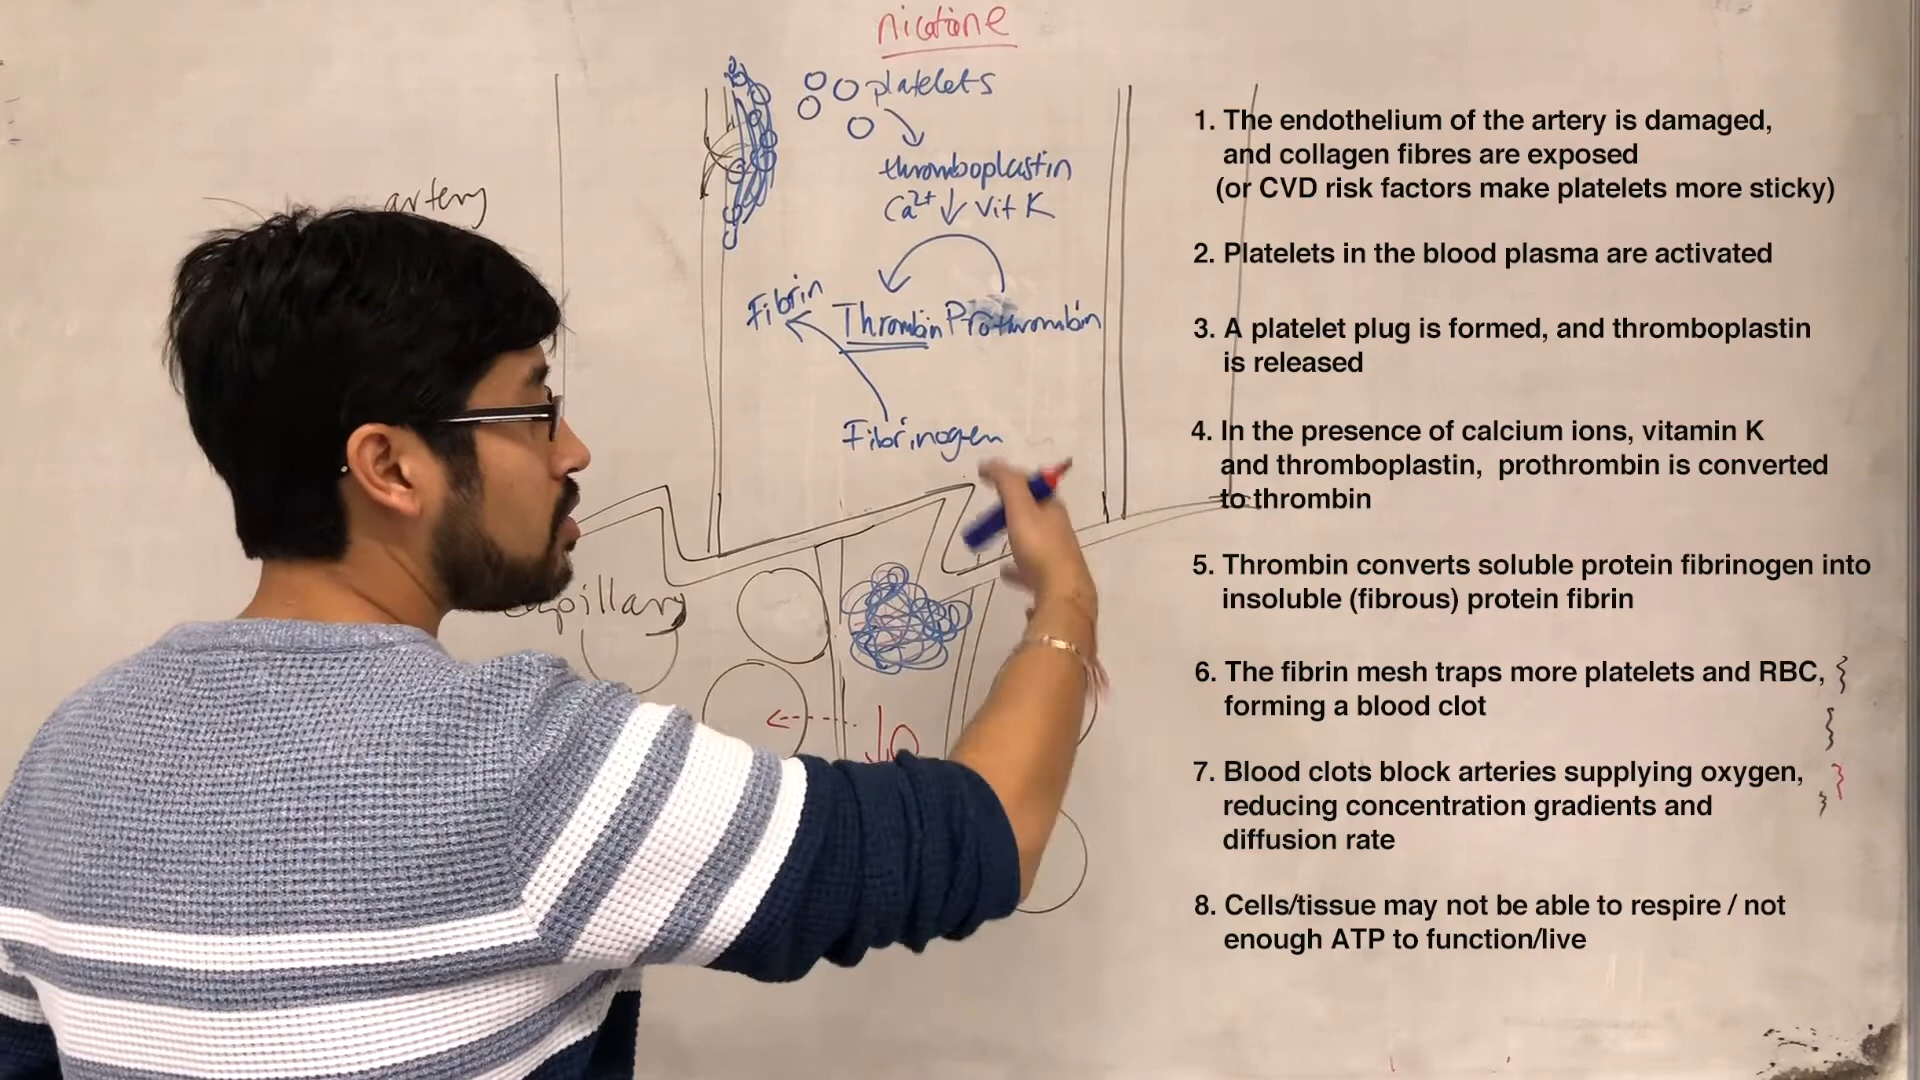 nicotine
platelets
thromboplastin
Ca²⁺ ↓ Vit K
artery
Fibrin
Thrombin Prothrombin
Fibrinogen
capillary
1. The endothelium of the artery is damaged,
and collagen fibres are exposed
(or CVD risk factors make platelets more sticky)
2. Platelets in the blood plasma are activated
3. A platelet plug is formed, and thromboplastin
is released
4. In the presence of calcium ions, vitamin K
and thromboplastin, prothrombin is converted
to thrombin
5. Thrombin converts soluble protein fibrinogen into
insoluble (fibrous) protein fibrin
6. The fibrin mesh traps more platelets and RBC,
forming a blood clot
7. Blood clots block arteries supplying oxygen,
reducing concentration gradients and
diffusion rate
8. Cells/tissue may not be able to respire / not
enough ATP to function/live